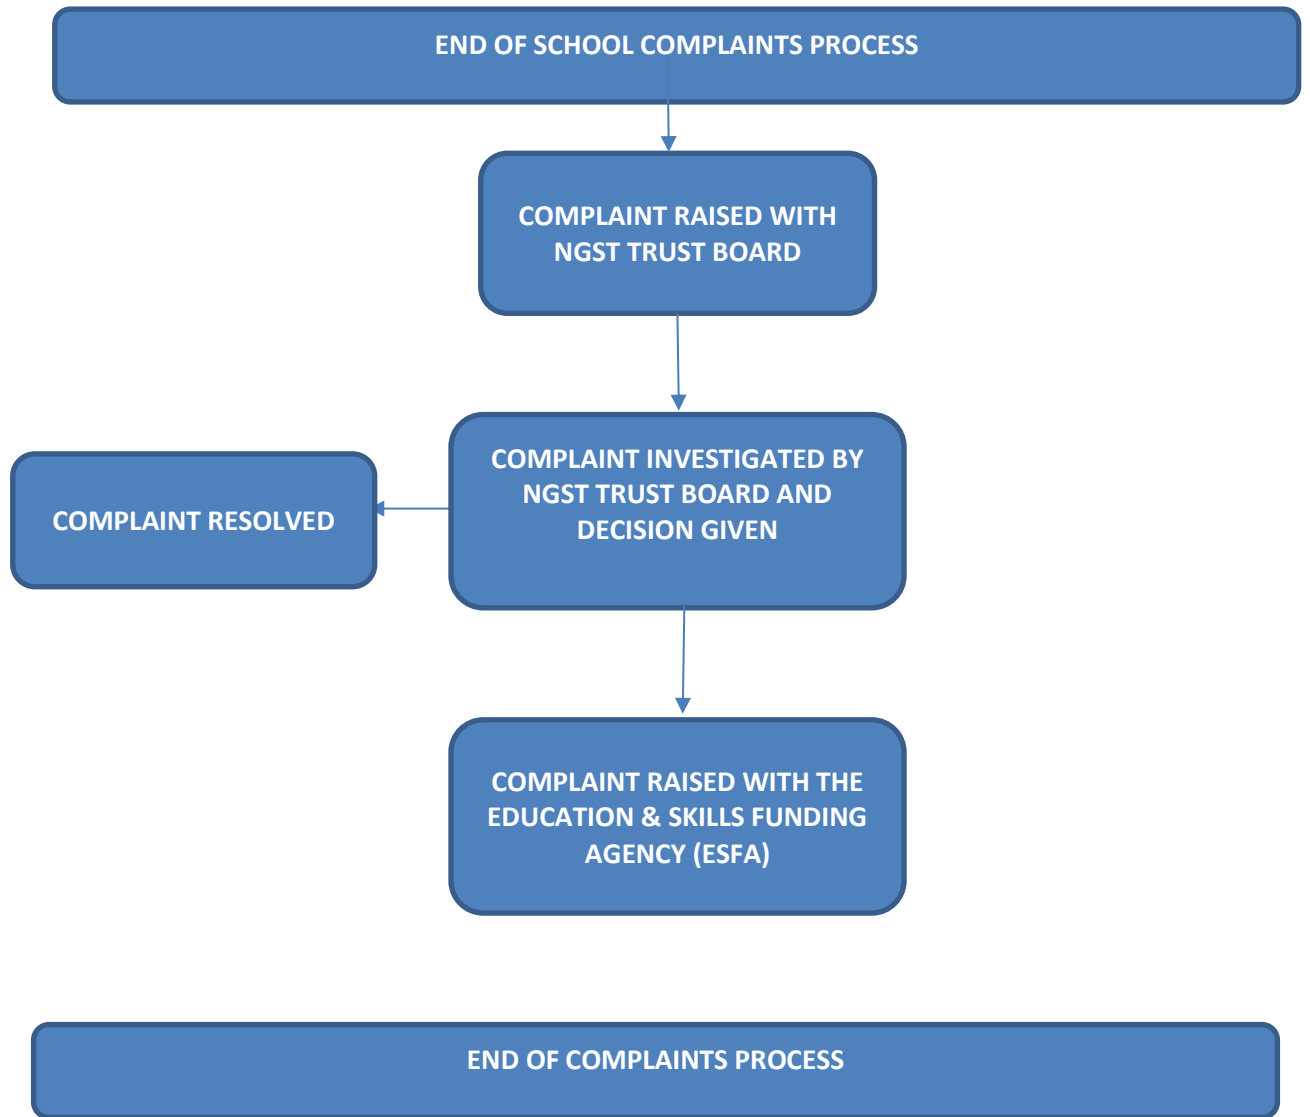 END OF SCHOOL COMPLAINTS PROCESS
COMPLAINT RAISED WITH
NGST TRUST BOARD
COMPLAINT INVESTIGATED BY
NGST TRUST BOARD AND
DECISION GIVEN
COMPLAINT RESOLVED
COMPLAINT RAISED WITH THE
EDUCATION & SKILLS FUNDING
AGENCY (ESFA)
END OF COMPLAINTS PROCESS